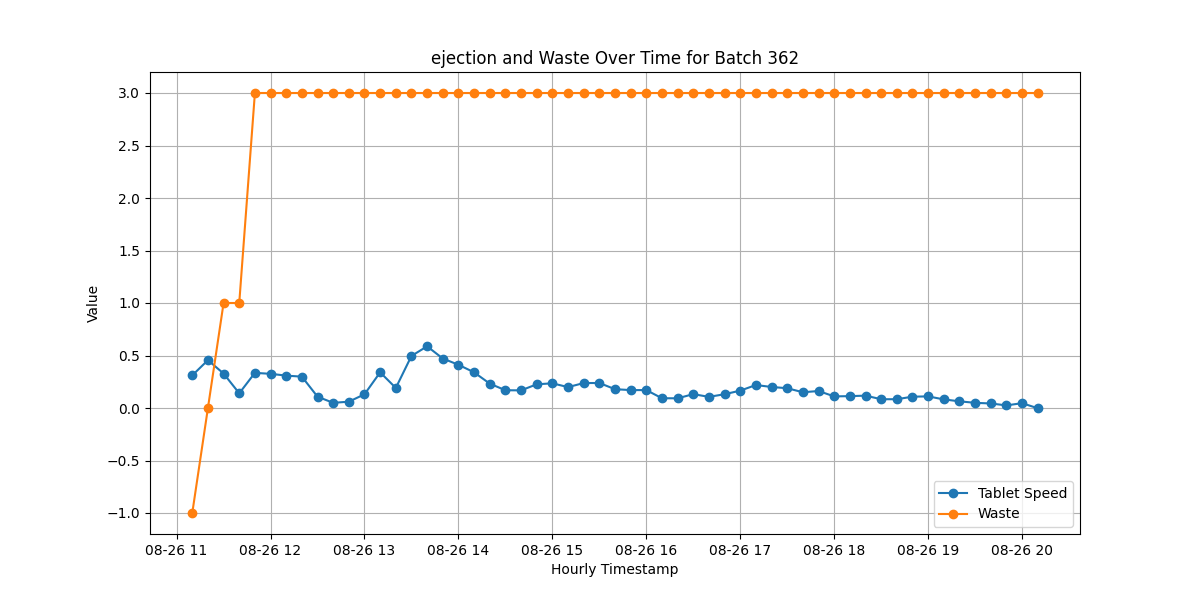 ejection and Waste Over Time for Batch 362
3.0
2.5
2.0
1.5
1.0
0.5
0.0
−0.5
−1.0
Value
Tablet Speed
Waste
08-26 11 08-26 12 08-26 13 08-26 14 08-26 15 08-26 16 08-26 17 08-26 18 08-26 19 08-26 20
Hourly Timestamp